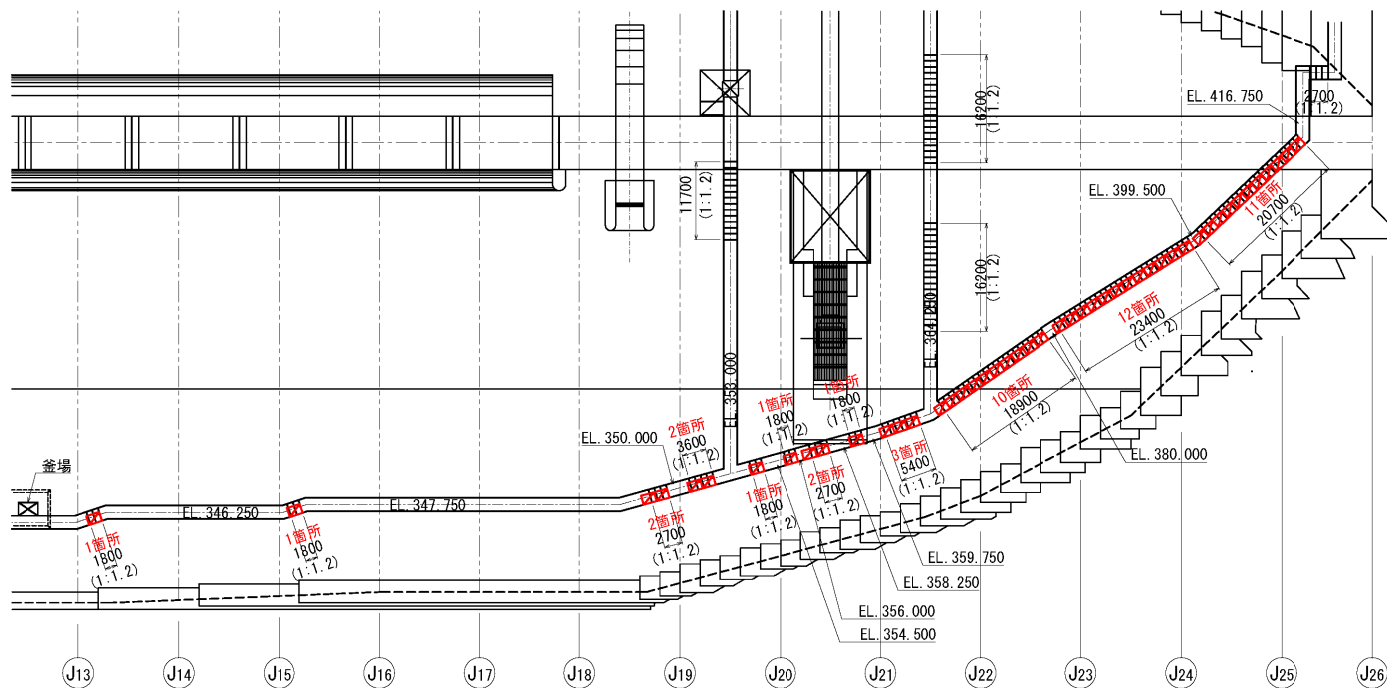 EL. 416.750
2700
(1:1.2)
16200
(1:1.2)
11700
(1:1.2)
EL. 399.500
11箇所
20700
(1:1.2)
16200
(1:1.2)
EL. 364.250
12箇所
23400
(1:1.2)
EL. 353.000
1箇所
1800
(1:1.2)
1箇所
1800
(1:1.2)
10箇所
18900
(1:1.2)
2箇所
3600
(1:1.2)
EL. 350.000
3箇所
5400
(1:1.2)
EL. 380.000
釜場
EL. 346.250
EL. 347.750
1箇所
1800
(1:1.2)
1箇所
1800
(1:1.2)
2箇所
2700
(1:1.2)
1箇所
1800
(1:1.2)
2箇所
2700
(1:1.2)
EL. 359.750
EL. 358.250
EL. 356.000
EL. 354.500
J13
J14
J15
J16
J17
J18
J19
J20
J21
J22
J23
J24
J25
J26